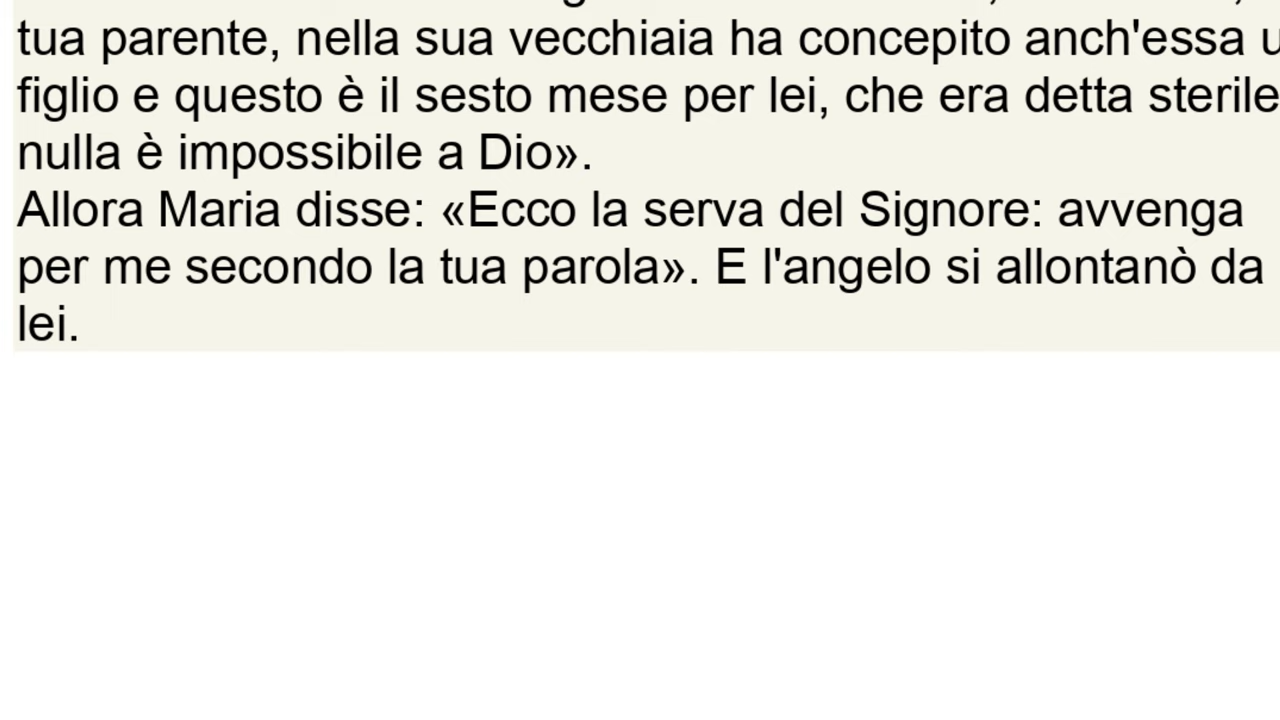 tua parente, nella sua vecchiaia ha concepito anch'essa
figlio e questo è il sesto mese per lei, che era detta sterile
nulla è impossibile a Dio».
Allora Maria disse: «Ecco la serva del Signore: avvenga
per me secondo la tua parola». E l'angelo si allontanò da
lei.